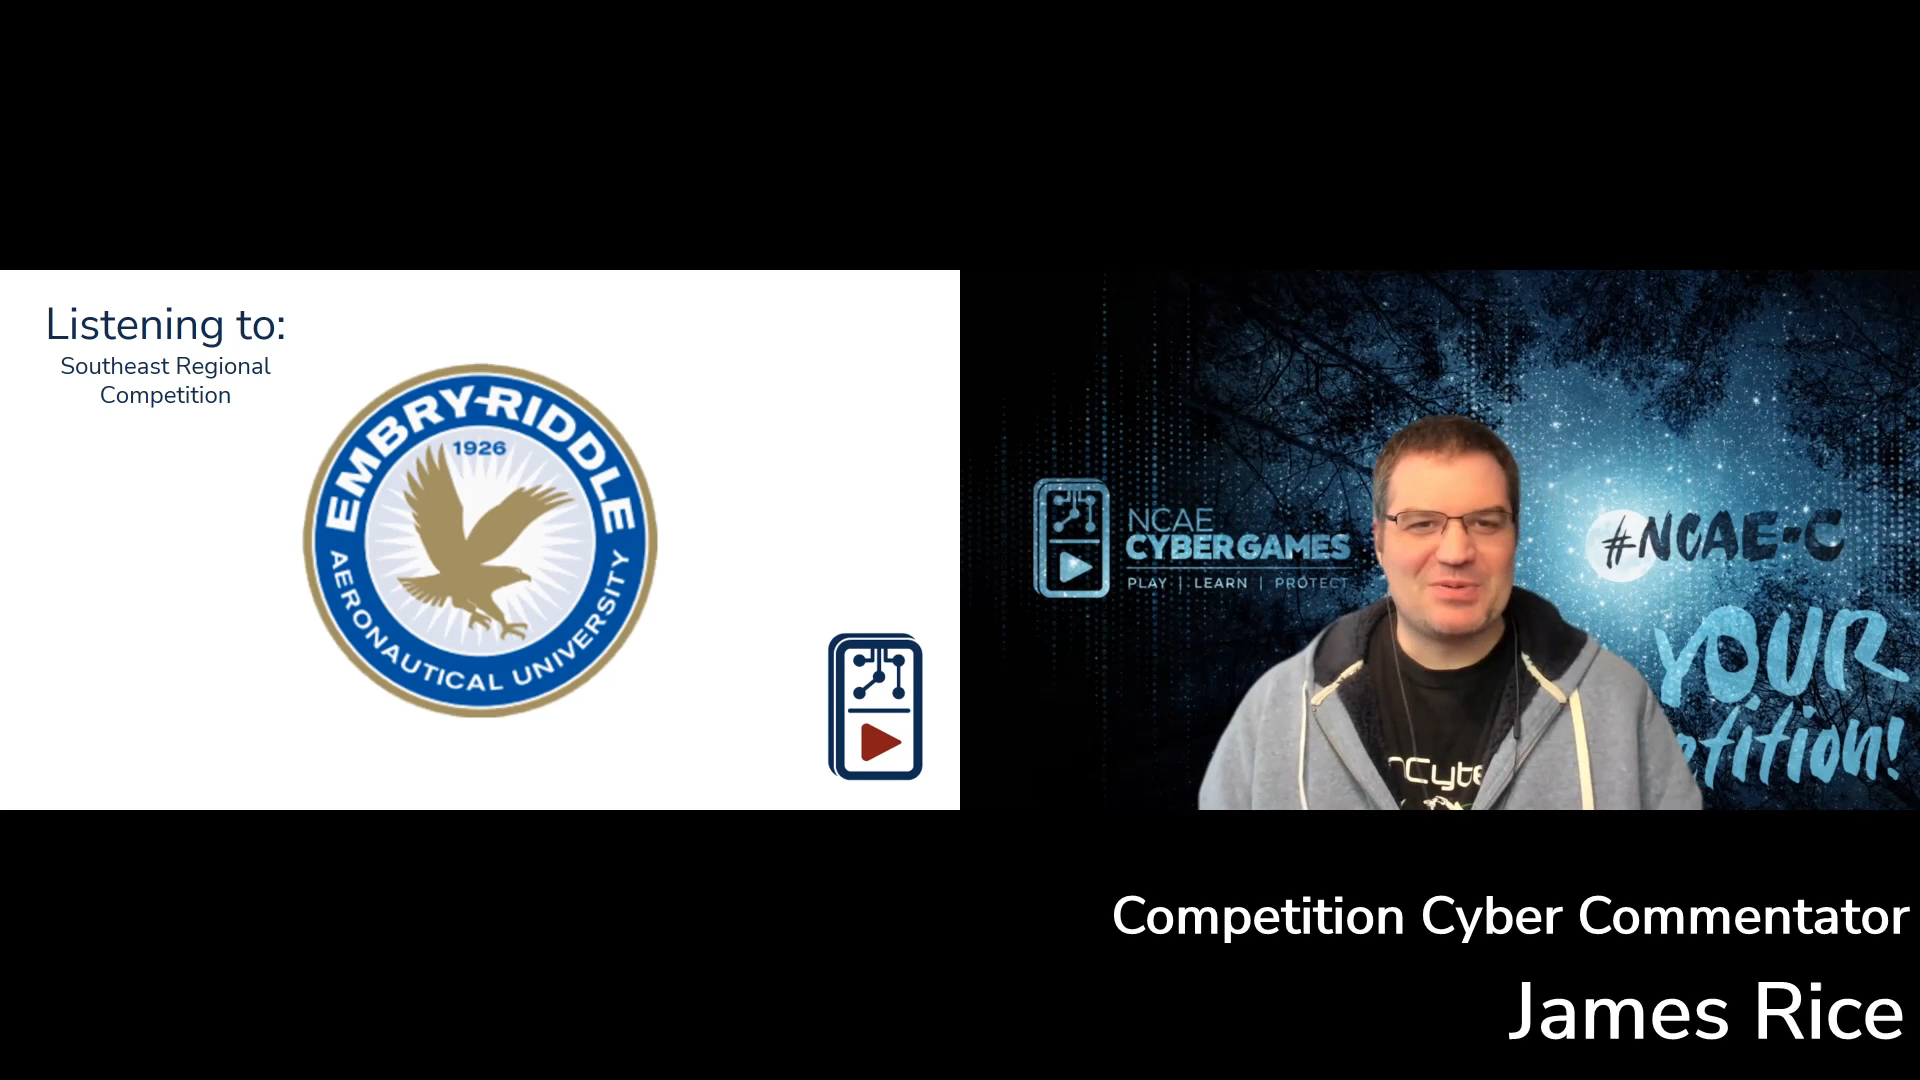 Listening to:
Southeast Regional
Competition
EMBRY-RIDDLE
1926
AERONAUTICAL UNIVERSITY
NCAE
CYBERGAMES
PLAY | LEARN | PROTECT
#NCAE-C
YOUR
Competition Cyber Commentator
James Rice